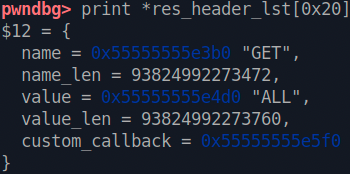 pwndbg> print *res_header_lst[0x20]
$12 = {
  name = 0x55555555e3b0 "GET",
  name_len = 93824992273472,
  value = 0x55555555e4d0 "ALL",
  value_len = 93824992273760,
  custom_callback = 0x55555555e5f0
}